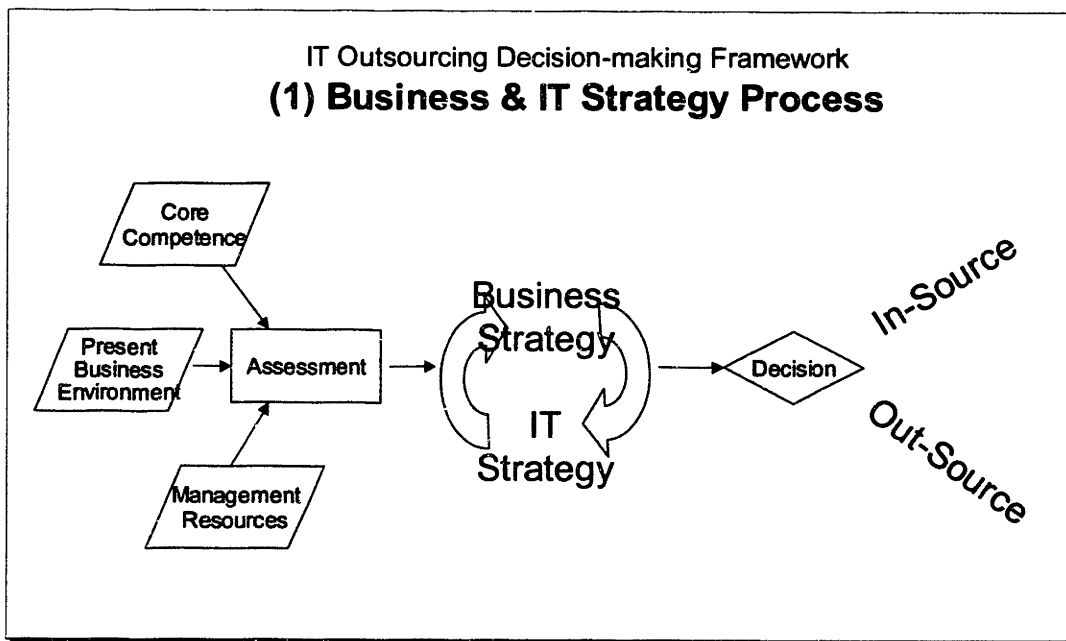 IT Outsourcing Decision-making Framework
(1) Business & IT Strategy Process
Core
Competence
Present
Business
Environment
Assessment
Management
Resources
Business
Strategy
IT
Strategy
Decision
In-Source
Out-Source